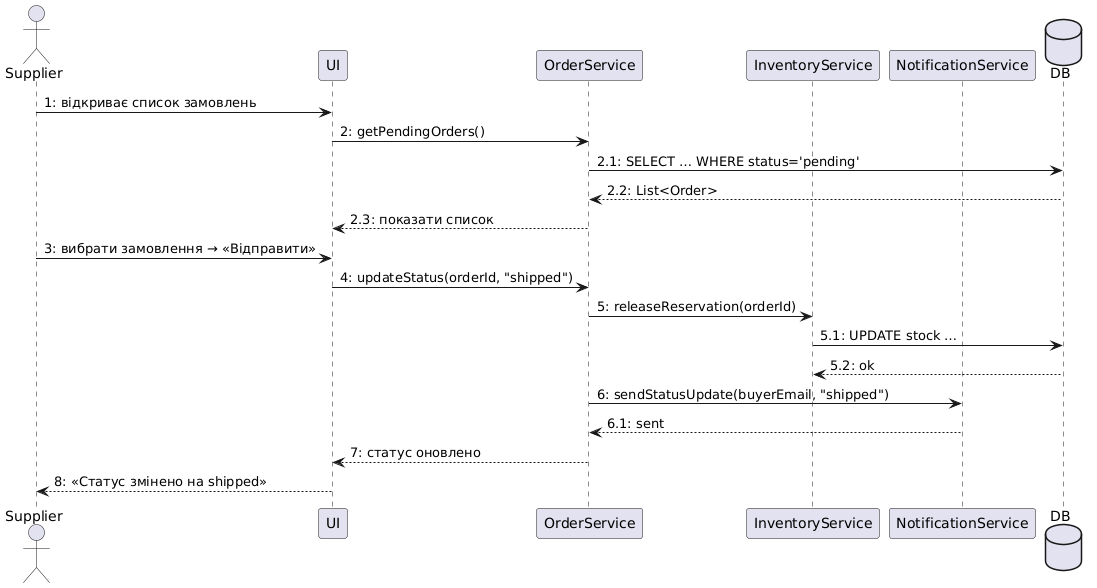 Supplier
UI
OrderService
InventoryService
NotificationService
DB
1: відкриває список замовлень
2: getPendingOrders()
2.1: SELECT ... WHERE status='pending'
2.2: List<Order>
2.3: показати список
3: вибрати замовлення → «Відправити»
4: updateStatus(orderId, "shipped")
5: releaseReservation(orderId)
5.1: UPDATE stock ...
5.2: ok
6: sendStatusUpdate(buyerEmail, "shipped")
6.1: sent
7: статус оновлено
8: «Статус змінено на shipped»
Supplier
UI
OrderService
InventoryService
NotificationService
DB